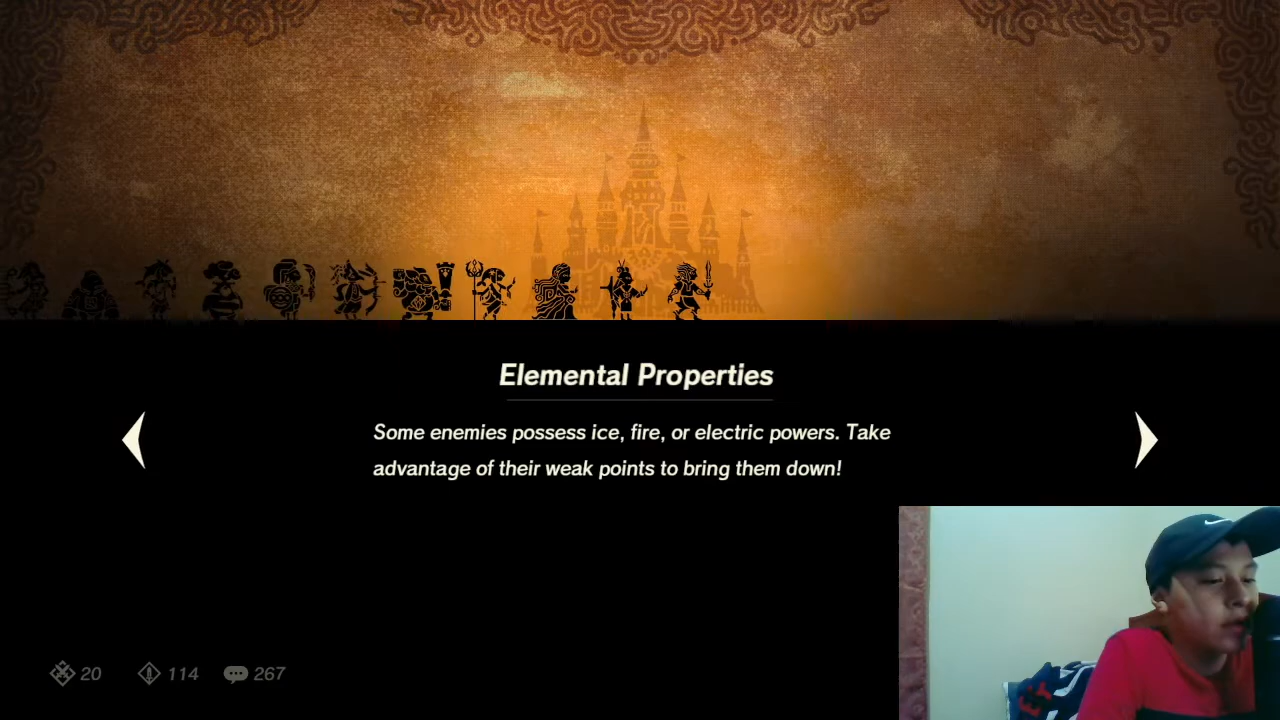 Elemental Properties
Some enemies possess ice, fire, or electric powers. Take
advantage of their weak points to bring them down!
20 114 267